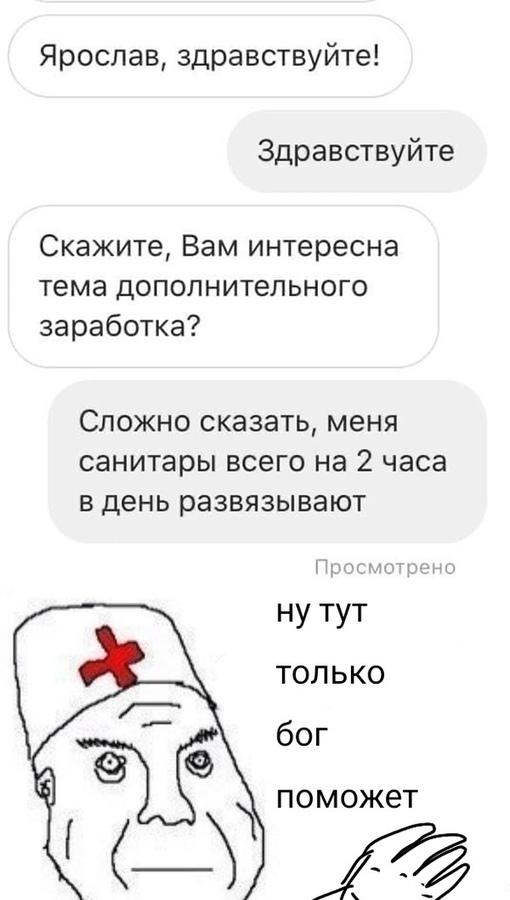 Ярослав, здравствуйте!
Здравствуйте
Скажите, Вам интересна
тема дополнительного
заработка?
Сложно сказать, меня
санитары всего на 2 часа
в день развязывают
Просмотрено
ну тут
только
бог
поможет